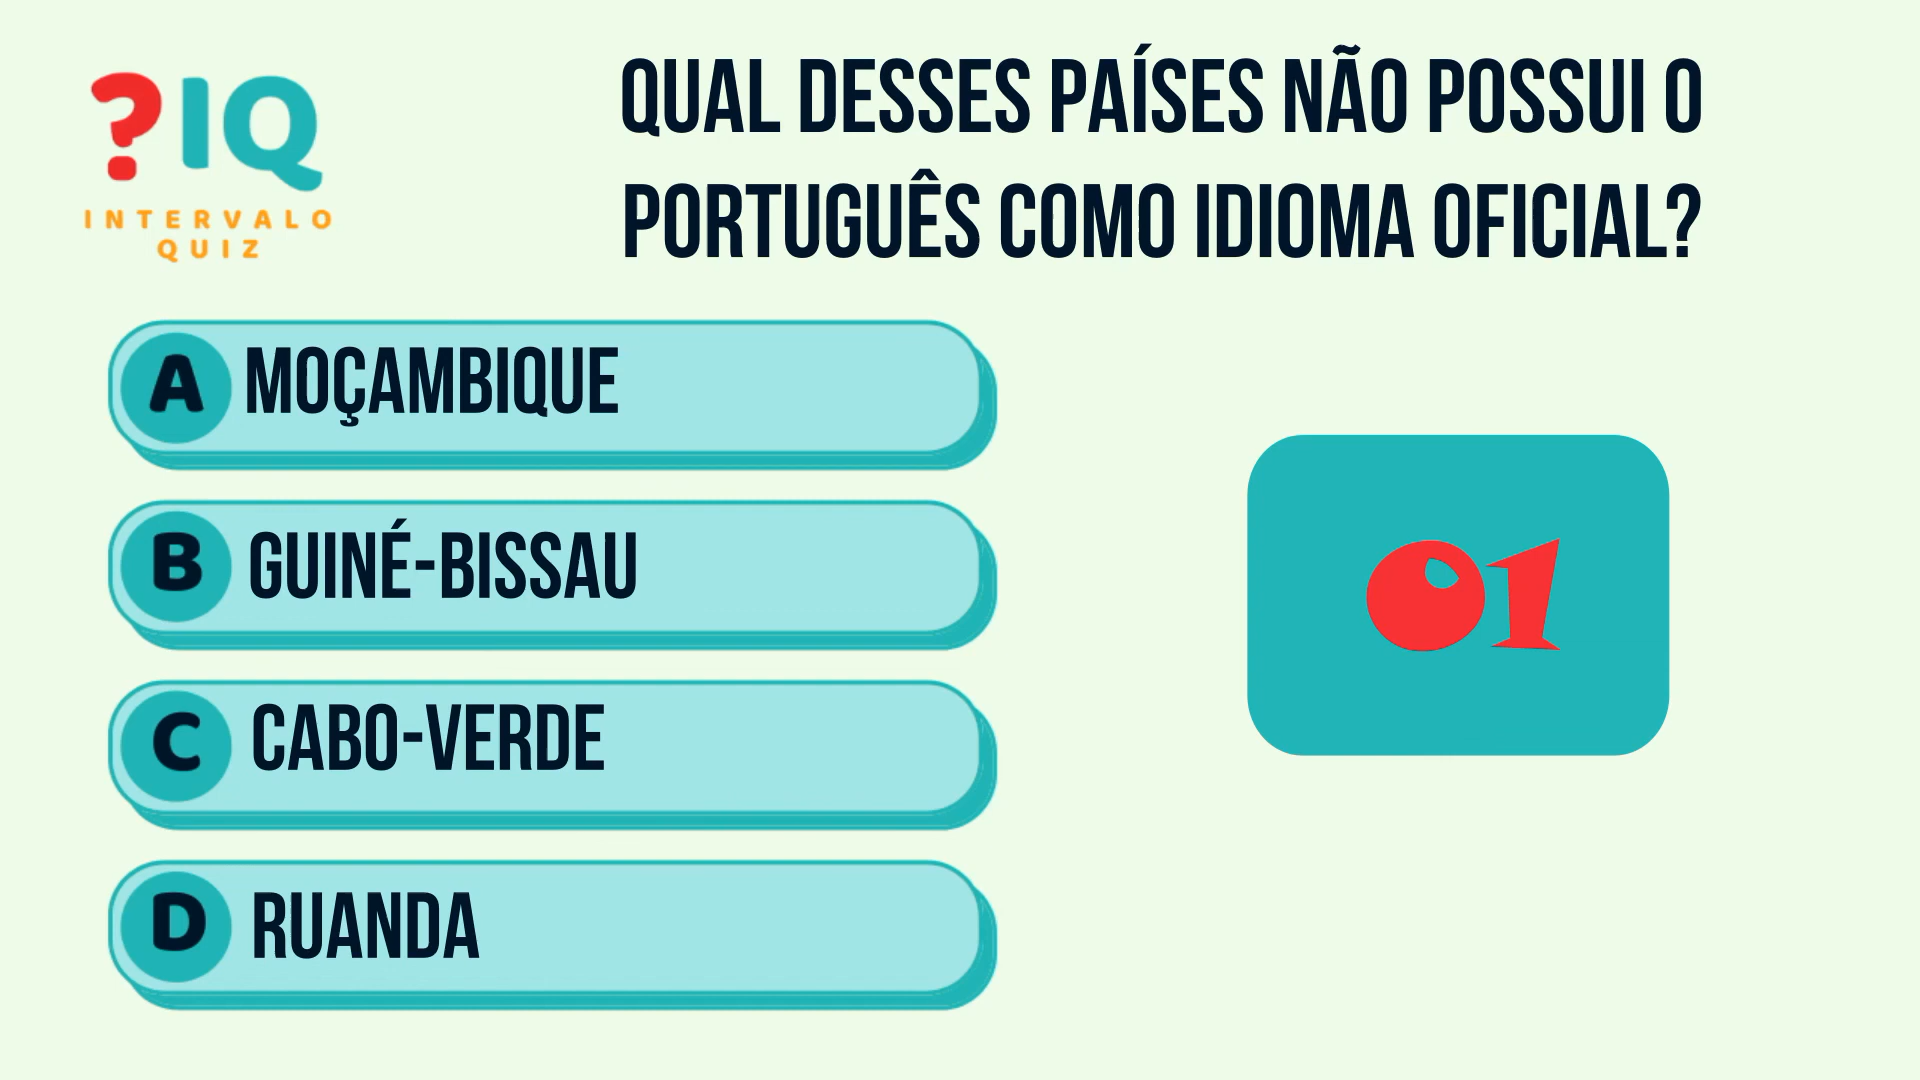 ?IQ
INTERVALO
QUIZ
QUAL DESSES PAÍSES NÃO POSSUI O
PORTUGUÊS COMO IDIOMA OFICIAL?
A MOÇAMBIQUE
B GUINÉ-BISSAU
C CABO-VERDE
D RUANDA
01